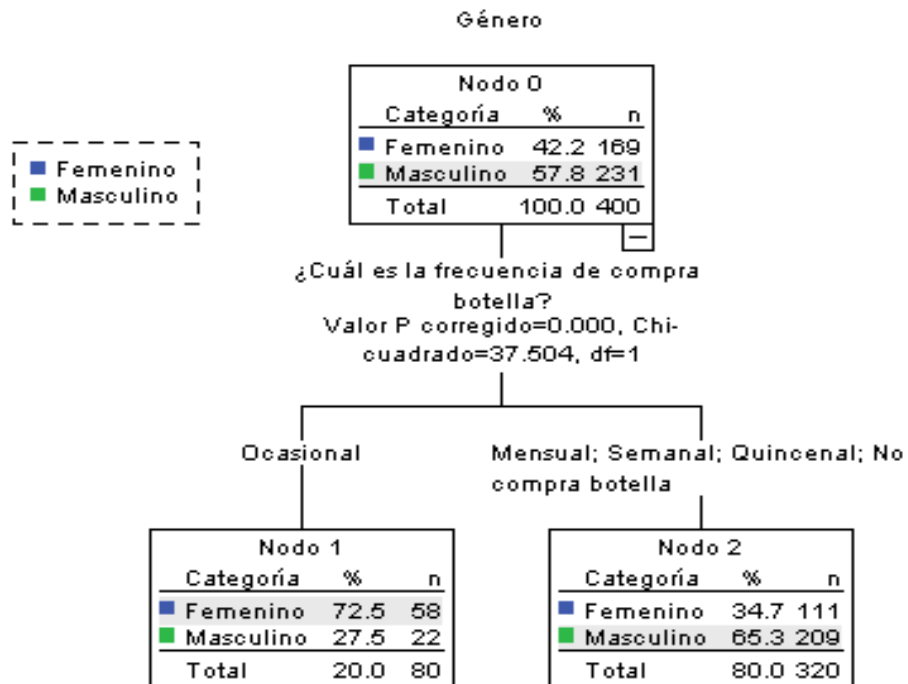 Género
Nodo 0
Categoría % n
Femenino 42.2 169
Masculino 57.8 231
Total 100.0 400
Femenino
Masculino
¿Cuál es la frecuencia de compra
botella?
Valor P corregido=0.000, Chi-
cuadrado=37.504, df=1
Ocasional
Mensual; Semanal; Quincenal; No
compra botella
Nodo 1
Categoría % n
Femenino 72.5 58
Masculino 27.5 22
Total 20.0 80
Nodo 2
Categoría % n
Femenino 34.7 111
Masculino 65.3 209
Total 80.0 320